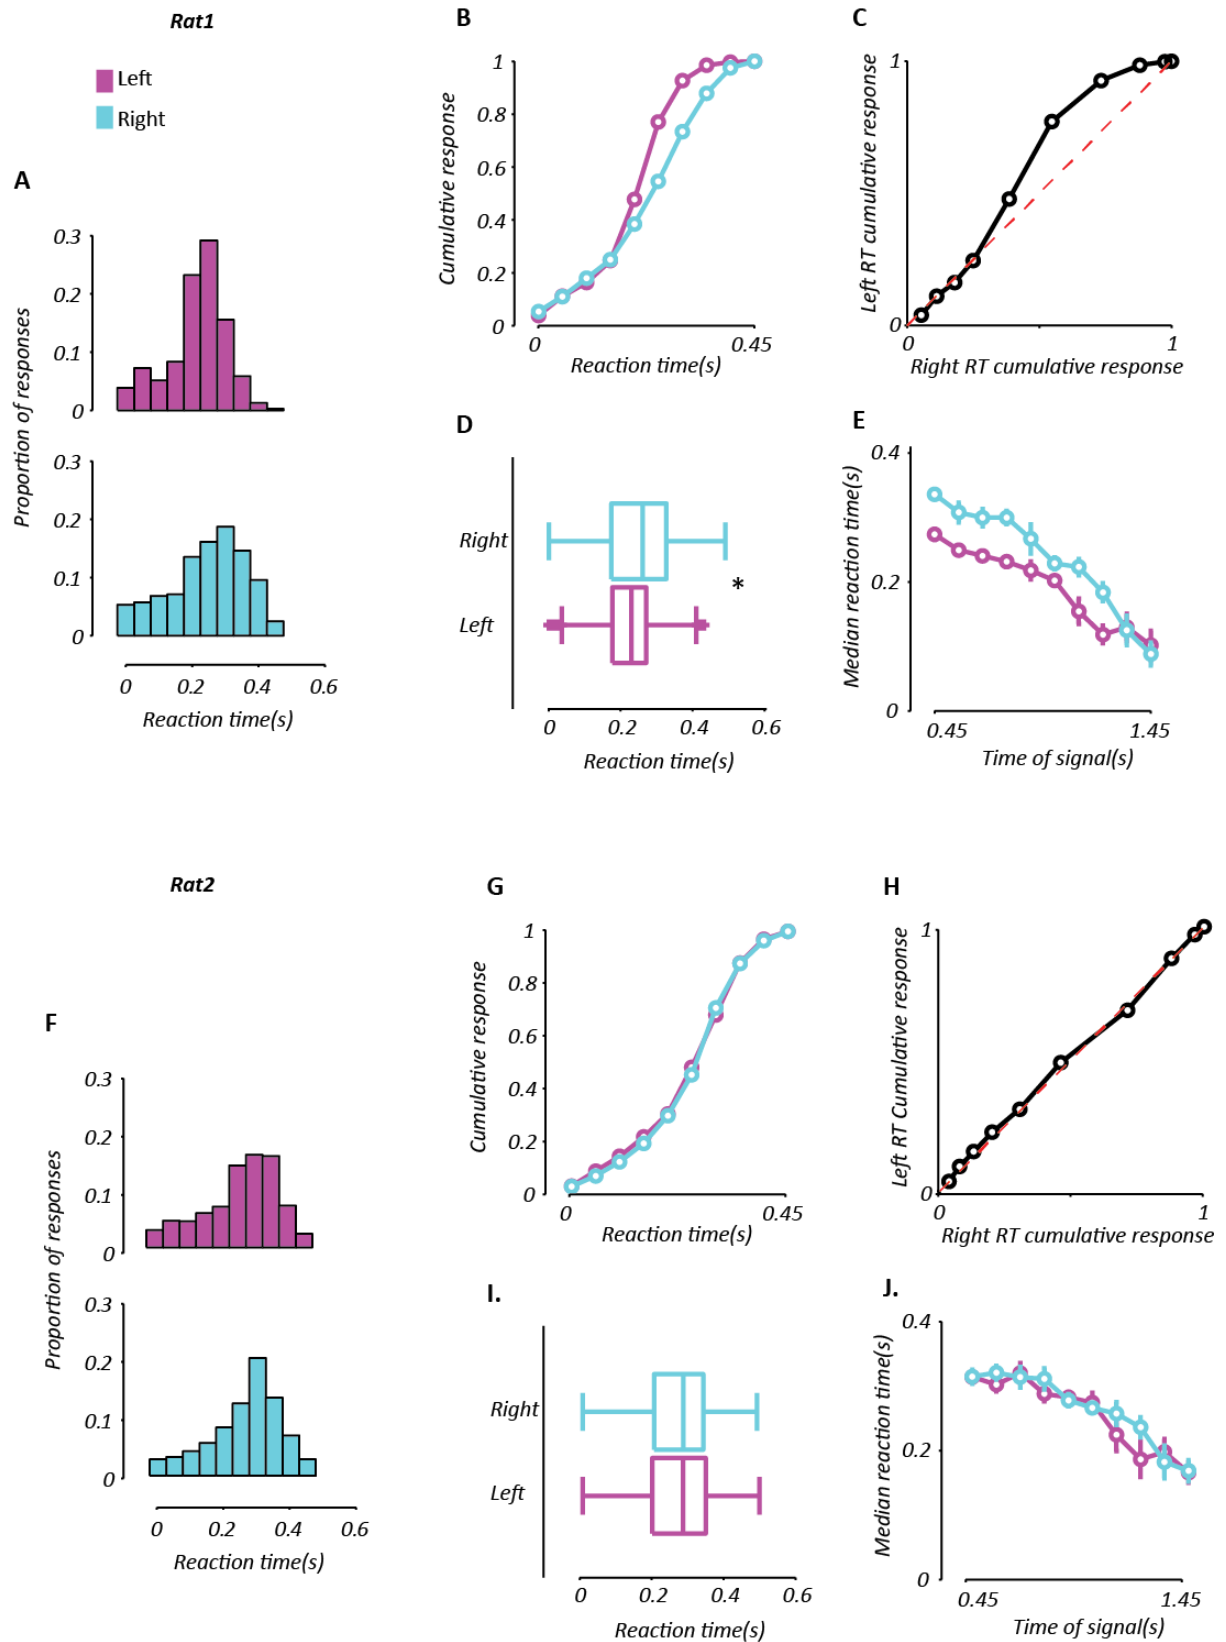 Rat1
Left
Right
A
0.3
0.2
0.1
0
0.3
0.2
0.1
0
Proportion of responses
0 0.2 0.4 0.6
Reaction time(s)
B
1
0.8
0.6
0.4
0.2
0
Cumulative response
0 0.45
Reaction time(s)
C
1
0
Left RT cumulative response
0 1
Right RT cumulative response
D
Right
*
Left
0 0.2 0.4 0.6
Reaction time(s)
E
0.4
0.2
0
Median reaction time(s)
0.45 1.45
Time of signal(s)
Rat2
F
0.3
0.2
0.1
0
0.3
0.2
0.1
0
Proportion of responses
0 0.2 0.4 0.6
Reaction time(s)
G
1
0.8
0.6
0.4
0.2
0
Cumulative response
0 0.45
Reaction time(s)
H
1
0
Left RT Cumulative response
0 1
Right RT cumulative response
I.
Right
Left
0 0.2 0.4 0.6
Reaction time(s)
J.
0.4
0.2
0
Median reaction time(s)
0.45 1.45
Time of signal(s)